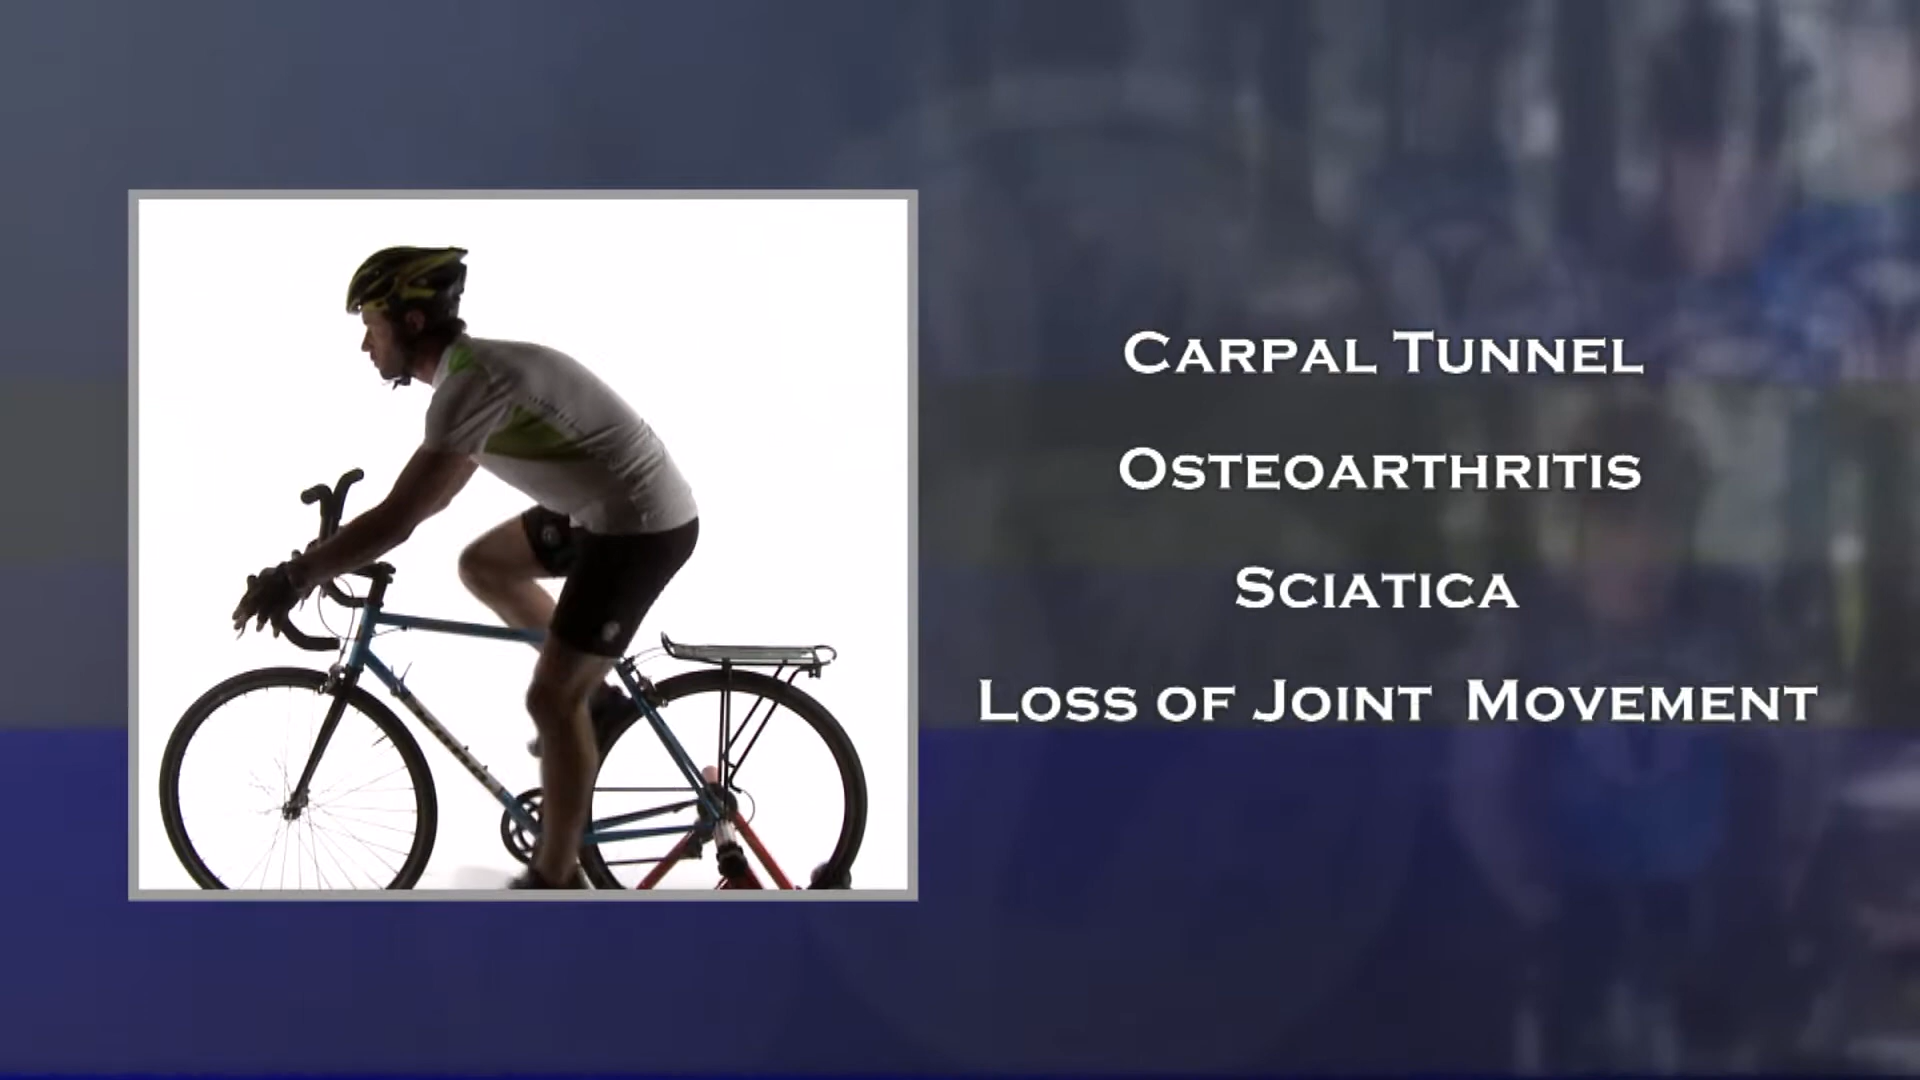 Carpal Tunnel
Osteoarthritis
Sciatica
Loss of Joint Movement